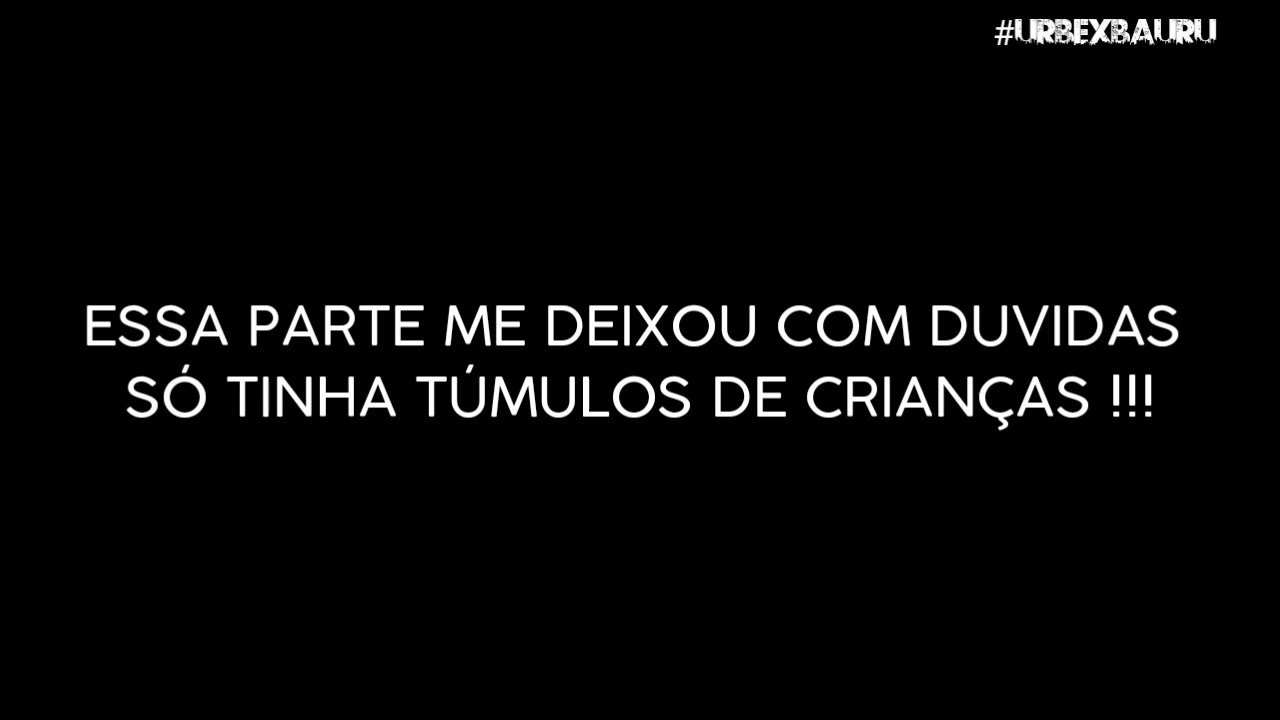 #URBEXBAURU
ESSA PARTE ME DEIXOU COM DUVIDAS
SÓ TINHA TÚMULOS DE CRIANÇAS !!!